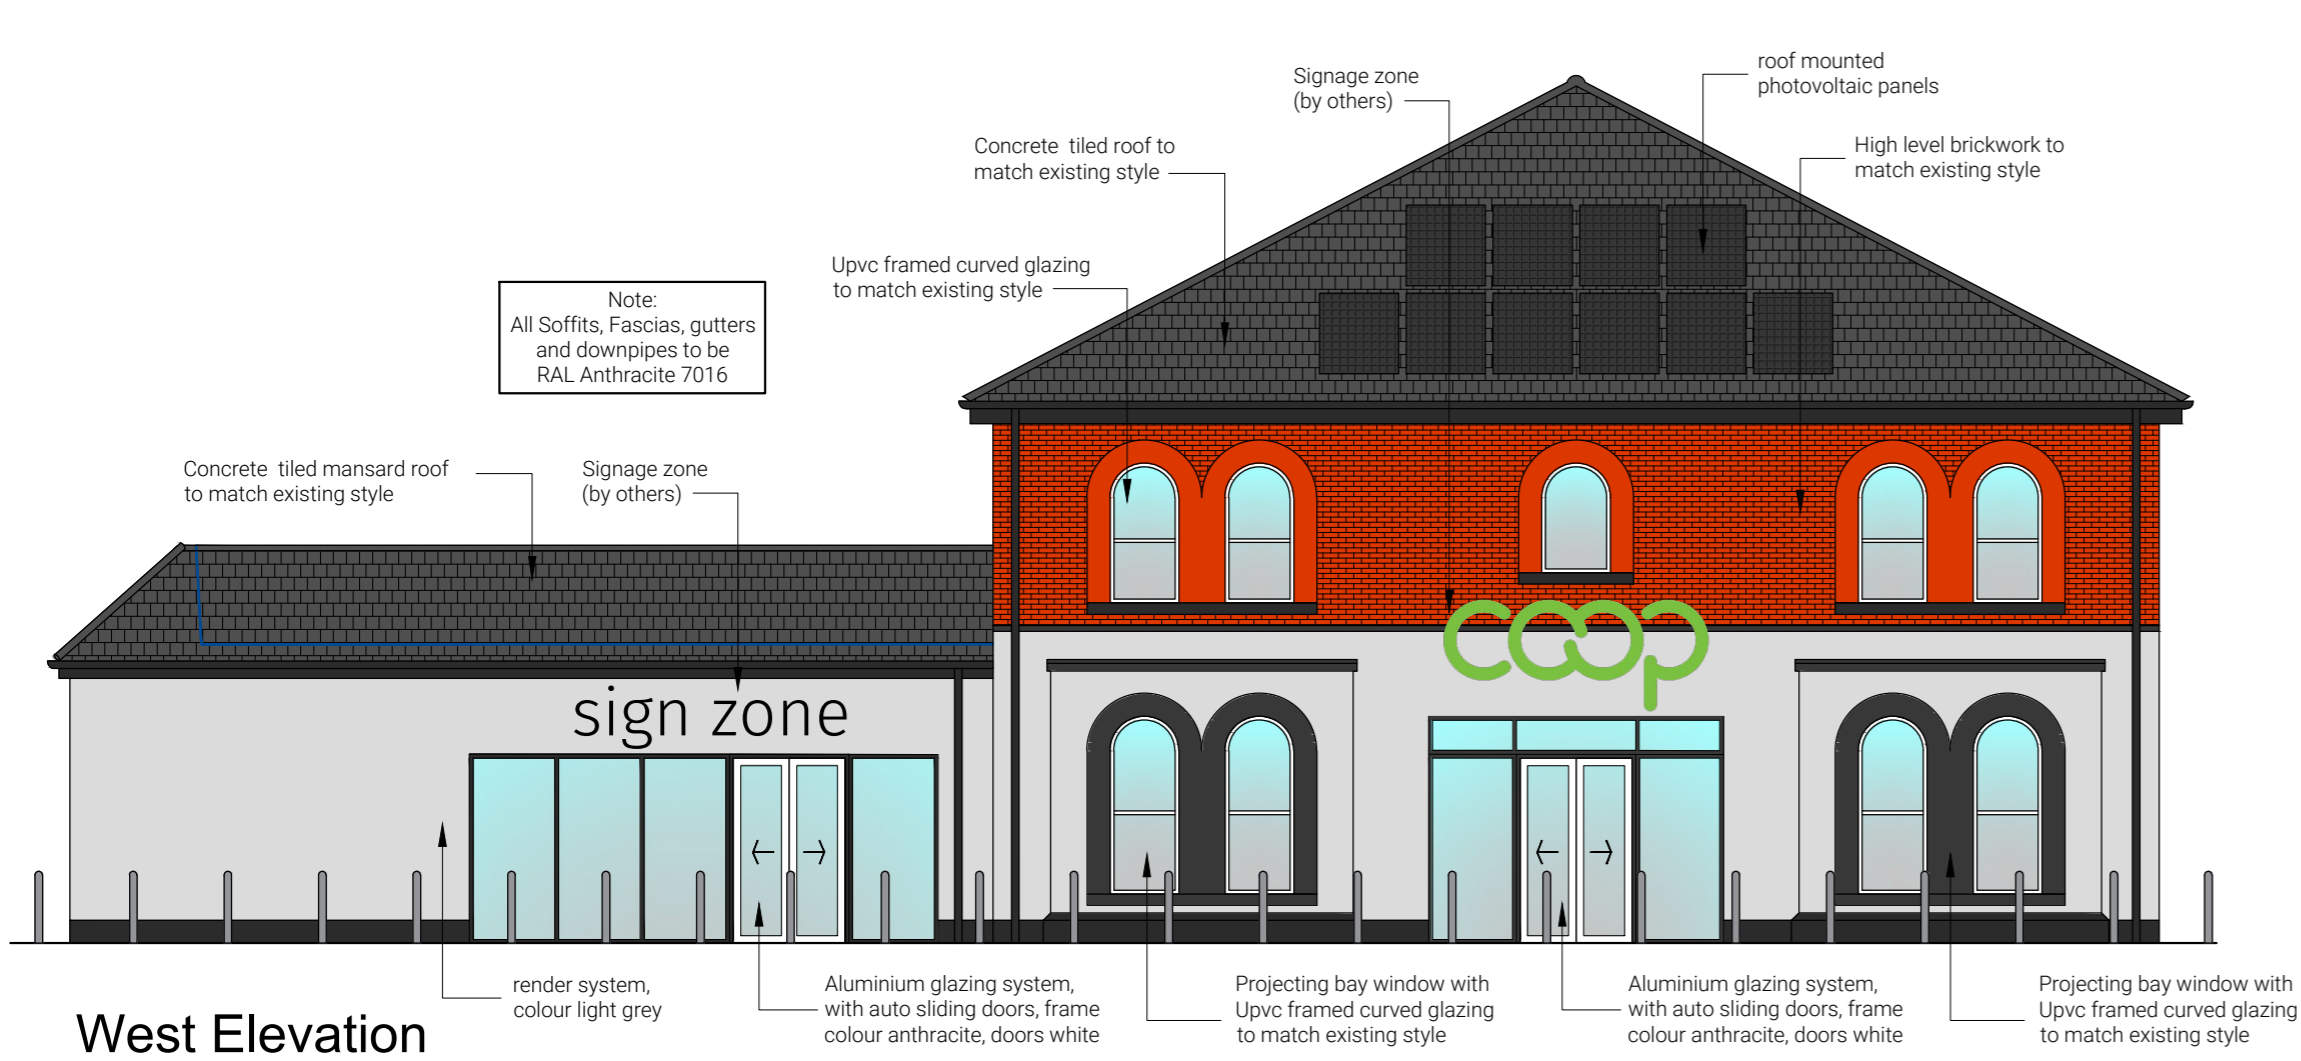 Signage zone
(by others)
roof mounted
photovoltaic panels
Concrete tiled roof to
match existing style
High level brickwork to
match existing style
Upvc framed curved glazing
to match existing style
Note:
All Soffits, Fascias, gutters
and downpipes to be
RAL Anthracite 7016
Concrete tiled mansard roof
to match existing style
Signage zone
(by others)
coop
sign zone
render system,
colour light grey
Aluminium glazing system,
with auto sliding doors, frame
colour anthracite, doors white
Projecting bay window with
Upvc framed curved glazing
to match existing style
Aluminium glazing system,
with auto sliding doors, frame
colour anthracite, doors white
Projecting bay window with
Upvc framed curved glazing
to match existing style
West Elevation